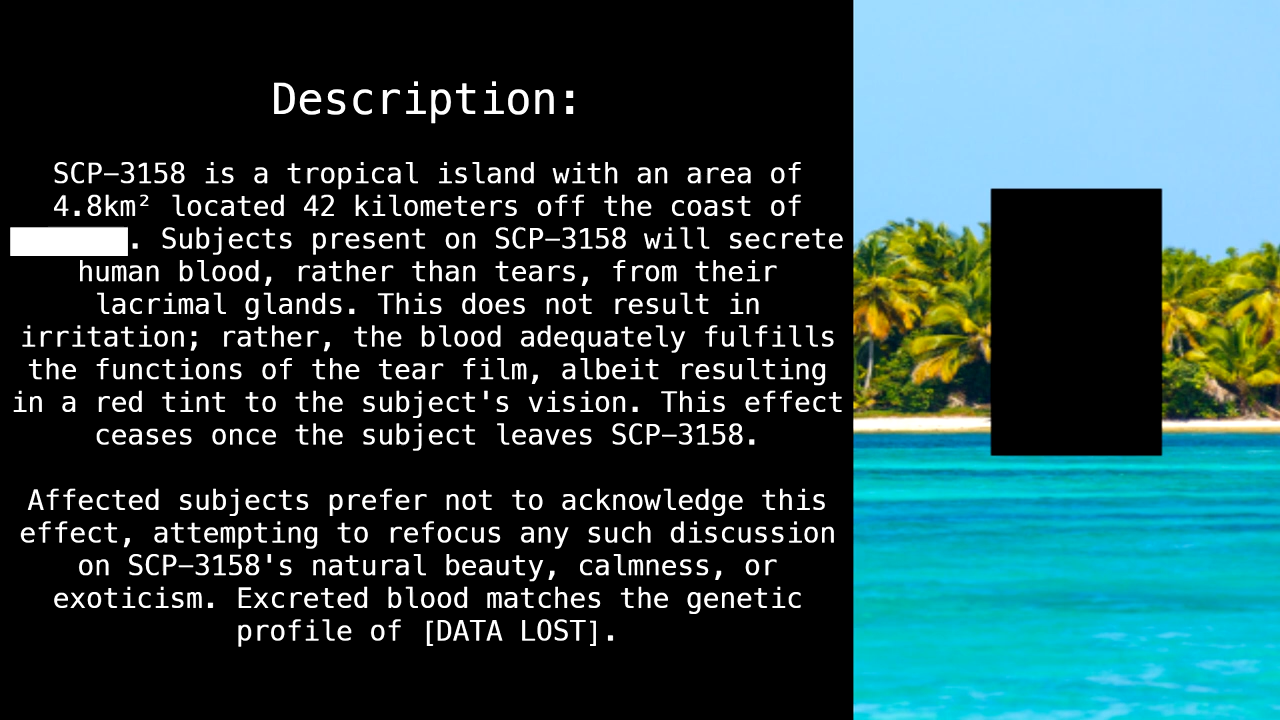 Description:
SCP–3158 is a tropical island with an area of
4.8km² located 42 kilometers off the coast of
. Subjects present on SCP–3158 will secrete
human blood, rather than tears, from their
lacrimal glands. This does not result in
irritation; rather, the blood adequately fulfills
the functions of the tear film, albeit resulting
in a red tint to the subject's vision. This effect
ceases once the subject leaves SCP–3158.
Affected subjects prefer not to acknowledge this
effect, attempting to refocus any such discussion
on SCP–3158's natural beauty, calmness, or
exoticism. Excreted blood matches the genetic
profile of [DATA LOST].